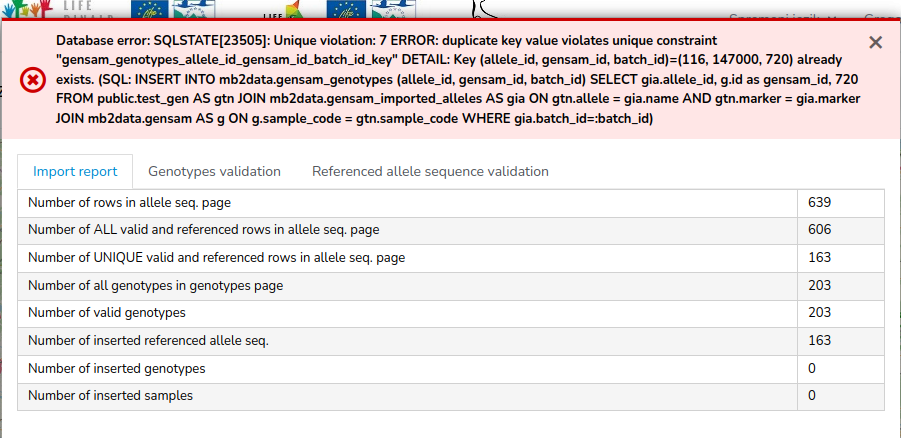 LIFE
LIFE
Database error: SQLSTATE[23505]: Unique violation: 7 ERROR: duplicate key value violates unique constraint
"gensam_genotypes_allele_id_gensam_id_batch_id_key" DETAIL: Key (allele_id, gensam_id, batch_id)=(116, 147000, 720) already
exists. (SQL: INSERT INTO mb2data.gensam_genotypes (allele_id, gensam_id, batch_id) SELECT gia.allele_id, g.id as gensam_id, 720
FROM public.test_gen AS gtn JOIN mb2data.gensam_imported_alleles AS gia ON gtn.allele = gia.name AND gtn.marker = gia.marker
JOIN mb2data.gensam AS g ON g.sample_code = gtn.sample_code WHERE gia.batch_id=:batch_id)
Import report Genotypes validation Referenced allele sequence validation
Number of rows in allele seq. page 639
Number of ALL valid and referenced rows in allele seq. page 606
Number of UNIQUE valid and referenced rows in allele seq. page 163
Number of all genotypes in genotypes page 203
Number of valid genotypes 203
Number of inserted referenced allele seq. 163
Number of inserted genotypes 0
Number of inserted samples 0